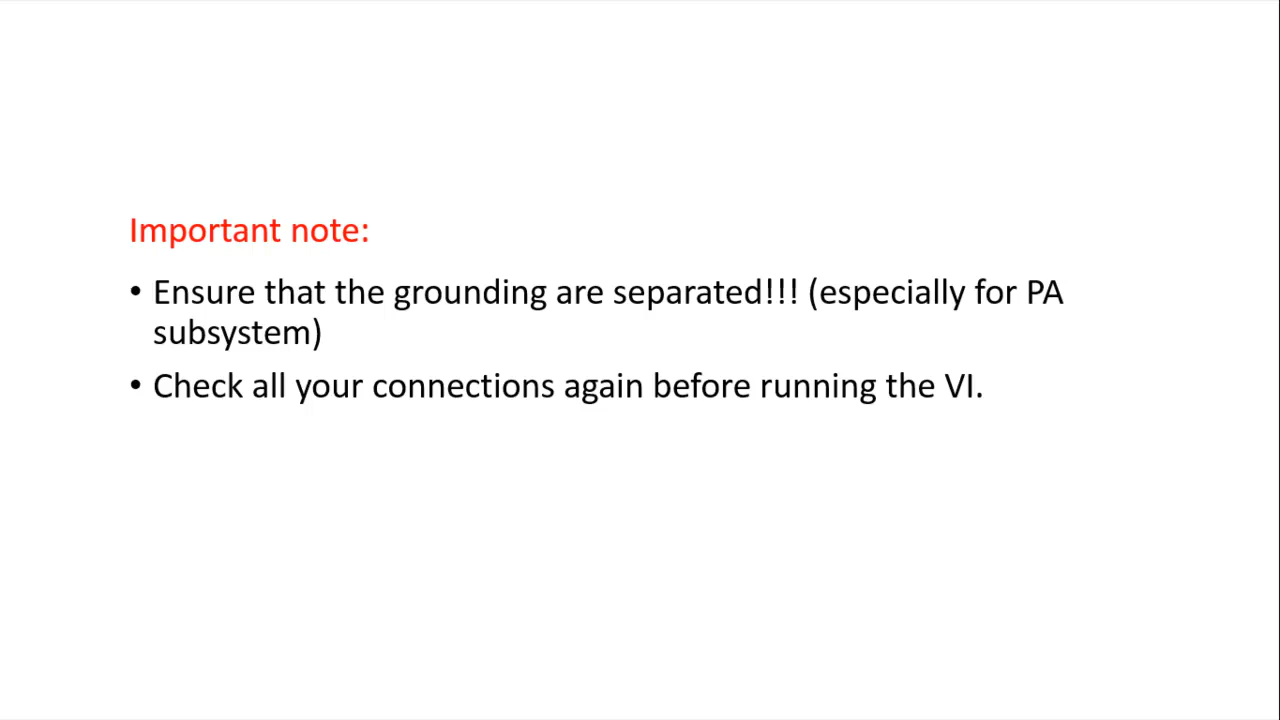 Important note:
• Ensure that the grounding are separated!!! (especially for PA
subsystem)
• Check all your connections again before running the VI.